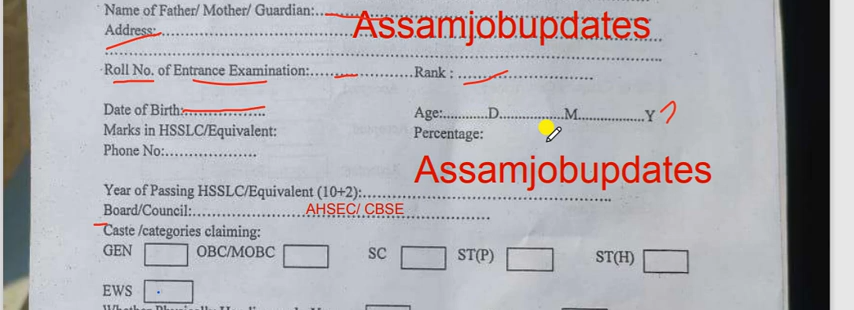 Name of Father/ Mother/ Guardian:..............
Assamjobupdates
Address:..............
Roll No. of Entrance Examination:.............. Rank :..............
Date of Birth:.............. Age:............D................M................Y
Marks in HSSLC/Equivalent: Percentage:
Phone No:..............
Assamjobupdates
Year of Passing HSSLC/Equivalent (10+2):..............
Board/Council:.............. AHSEC/ CBSE
Caste /categories claiming:
GEN OBC/MOBC SC ST(P) ST(H)
EWS